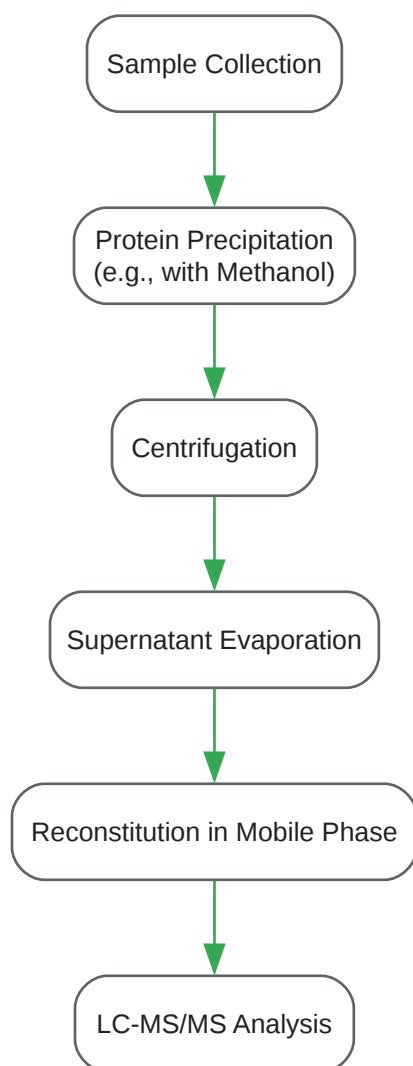 Sample Collection
Protein Precipitation
(e.g., with Methanol)
Centrifugation
Supernatant Evaporation
Reconstitution in Mobile Phase
LC-MS/MS Analysis